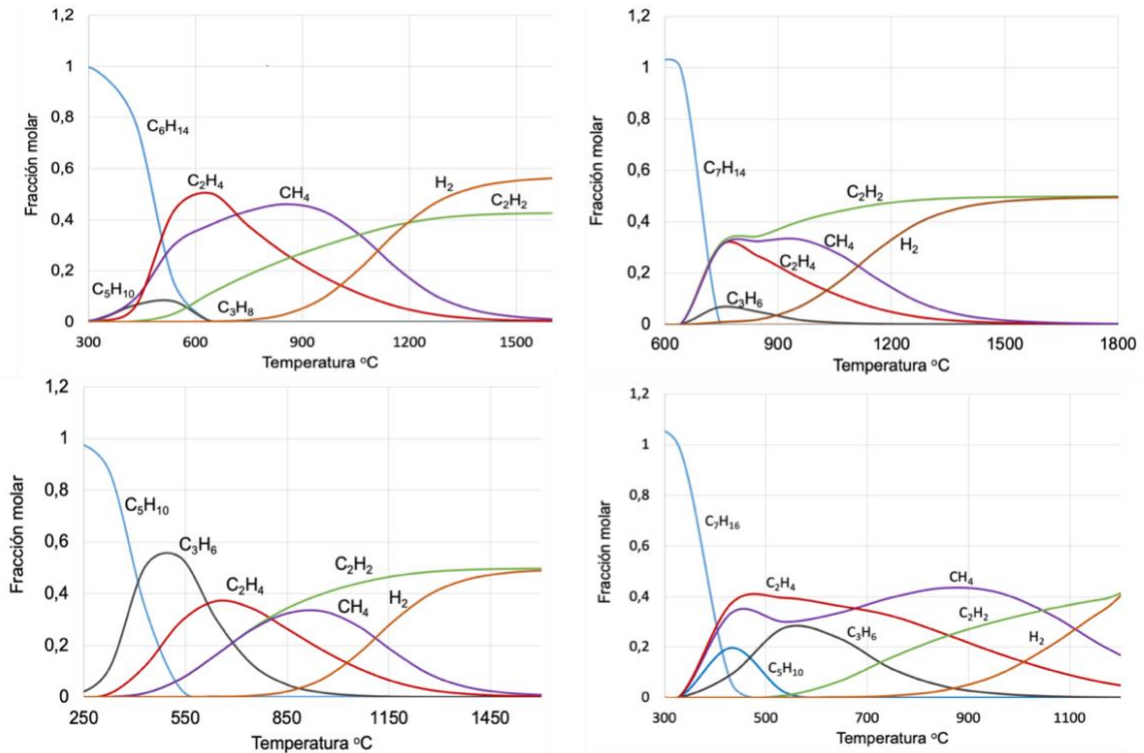 1,2
1
0,8
0,6
0,4
0,2
0
Fracción molar
C₆H₁₄
C₂H₄
CH₄
H₂
C₂H₂
C₅H₁₀
C₃H₈
300 600 900 1200 1500
Temperatura °C
1,2
1
0,8
0,6
0,4
0,2
0
Fracción molar
C₇H₁₄
C₂H₂
CH₄
H₂
C₂H₄
C₃H₆
600 900 1200 1500 1800
Temperatura °C
1,2
1
0,8
0,6
0,4
0,2
0
Fracción molar
C₅H₁₀
C₃H₆
C₂H₄
C₂H₂
CH₄
H₂
250 550 850 1150 1450
Temperatura °C
1,2
1
0,8
0,6
0,4
0,2
0
Fracción molar
C₇H₁₆
C₂H₄
CH₄
C₂H₂
C₃H₆
H₂
C₅H₁₀
300 500 700 900 1100
Temperatura °C